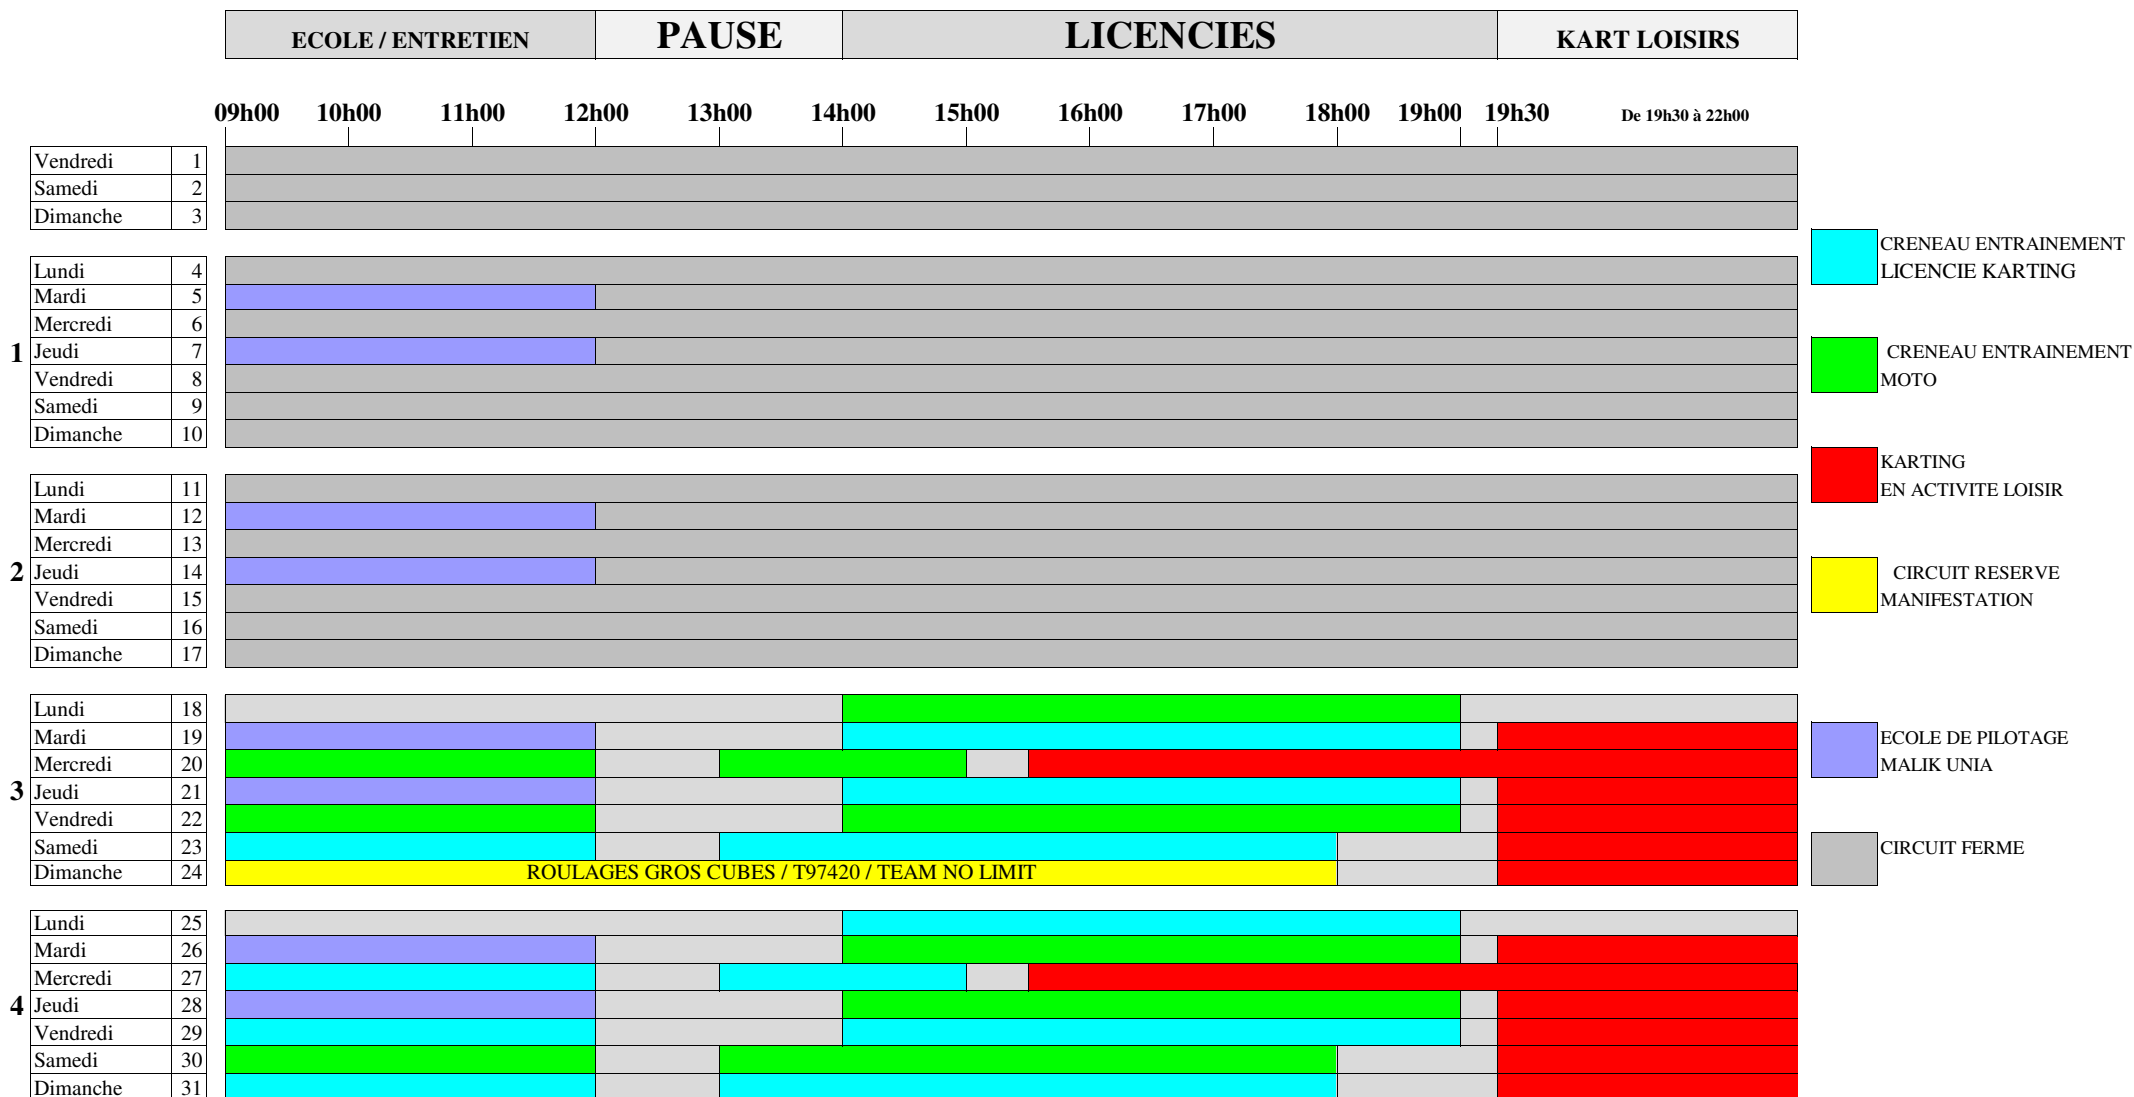 ECOLE / ENTRETIEN PAUSE LICENCIES KART LOISIRS
09h00 10h00 11h00 12h00 13h00 14h00 15h00 16h00 17h00 18h00 19h00 19h30 De 19h30 à 22h00
Vendredi 1
Samedi 2
Dimanche 3
CRENEAU ENTRAINEMENT
LICENCIE KARTING
Lundi 4
Mardi 5
Mercredi 6
1 Jeudi 7
CRENEAU ENTRAINEMENT
MOTO
Vendredi 8
Samedi 9
Dimanche 10
KARTING
EN ACTIVITE LOISIR
Lundi 11
Mardi 12
Mercredi 13
2 Jeudi 14
CIRCUIT RESERVE
MANIFESTATION
Vendredi 15
Samedi 16
Dimanche 17
Lundi 18
Mardi 19
Mercredi 20
ECOLE DE PILOTAGE
MALIK UNIA
3 Jeudi 21
Vendredi 22
Samedi 23
CIRCUIT FERME
Dimanche 24 ROULAGES GROS CUBES / T97420 / TEAM NO LIMIT
Lundi 25
Mardi 26
Mercredi 27
4 Jeudi 28
Vendredi 29
Samedi 30
Dimanche 31